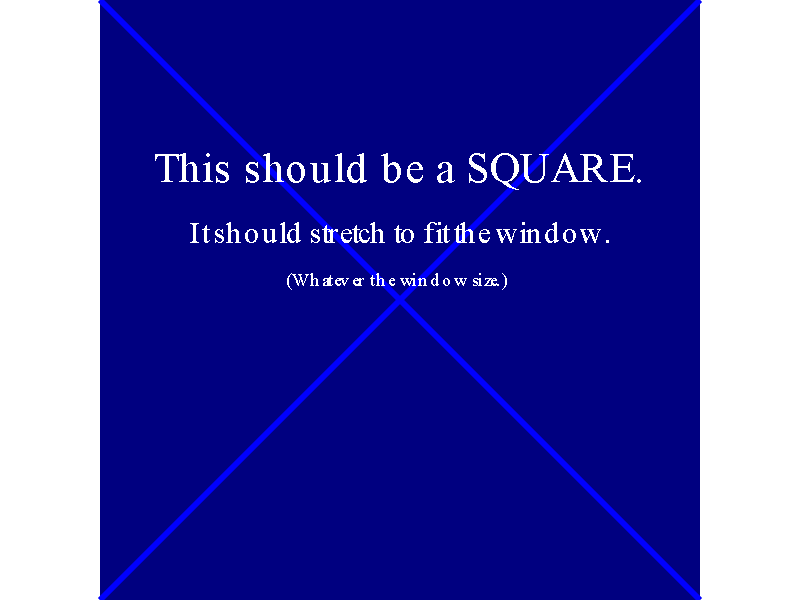 This should be a SQUARE.
It should stretch to fit the window.
(Whatever the window size.)